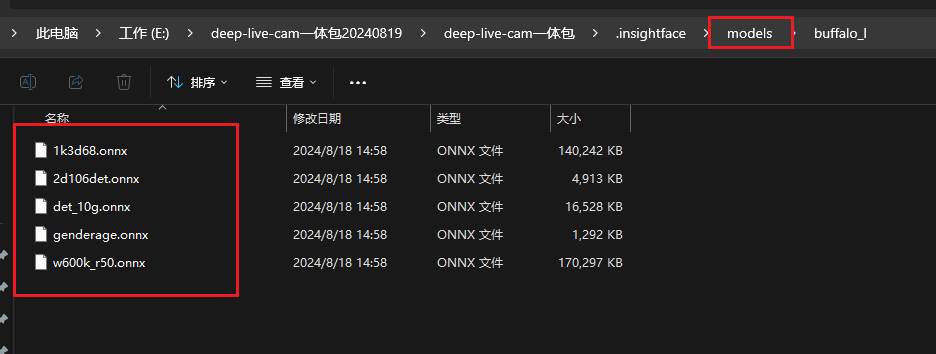 此电脑 > 工作 (E:) > deep-live-cam一体包20240819 > deep-live-cam一体包 > .insightface > models > buffalo_l
排序 查看 ...
名称 修改日期 类型 大小
1k3d68.onnx 2024/8/18 14:58 ONNX 文件 140,242 KB
2d106det.onnx 2024/8/18 14:58 ONNX 文件 4,913 KB
det_10g.onnx 2024/8/18 14:58 ONNX 文件 16,528 KB
genderage.onnx 2024/8/18 14:58 ONNX 文件 1,292 KB
w600k_r50.onnx 2024/8/18 14:58 ONNX 文件 170,297 KB